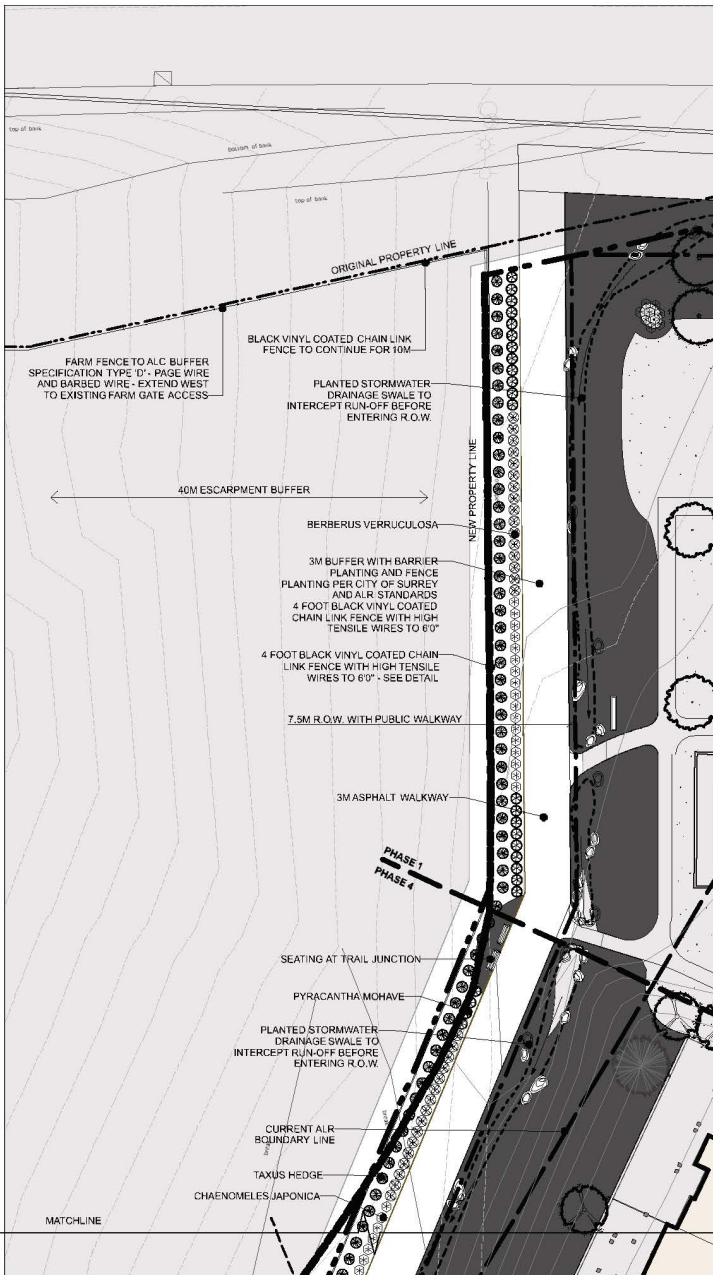 top of bank
bottom of bank
top of bank
ORIGINAL PROPERTY LINE
BLACK VINYL COATED CHAIN LINK
FENCE TO CONTINUE FOR 10M
FARM FENCE TO ALC BUFFER
SPECIFICATION TYPE 'D' - PAGE WIRE
AND BARBED WIRE - EXTEND WEST
TO EXISTING FARM GATE ACCESS
PLANTED STORMWATER
DRAINAGE SWALE TO
INTERCEPT RUN-OFF BEFORE
ENTERING R.O.W.
NEW PROPERTY LINE
40M ESCARPMENT BUFFER
BERBERUS VERRUCULOSA
3M BUFFER WITH BARRIER
PLANTING AND FENCE
PLANTING PER CITY OF SURREY
AND ALR STANDARDS
4 FOOT BLACK VINYL COATED
CHAIN LINK FENCE WITH HIGH
TENSILE WIRES TO 6'0"
4 FOOT BLACK VINYL COATED CHAIN
LINK FENCE WITH HIGH TENSILE
WIRES TO 6'0" - SEE DETAIL
7.5M R.O.W. WITH PUBLIC WALKWAY
3M ASPHALT WALKWAY
PHASE 1
PHASE 4
SEATING AT TRAIL JUNCTION
PYRACANTHA MOHAVE
PLANTED STORMWATER
DRAINAGE SWALE TO
INTERCEPT RUN-OFF BEFORE
ENTERING R.O.W.
CURRENT ALR
BOUNDARY LINE
TAXUS HEDGE
CHAENOMELES JAPONICA
MATCHLINE